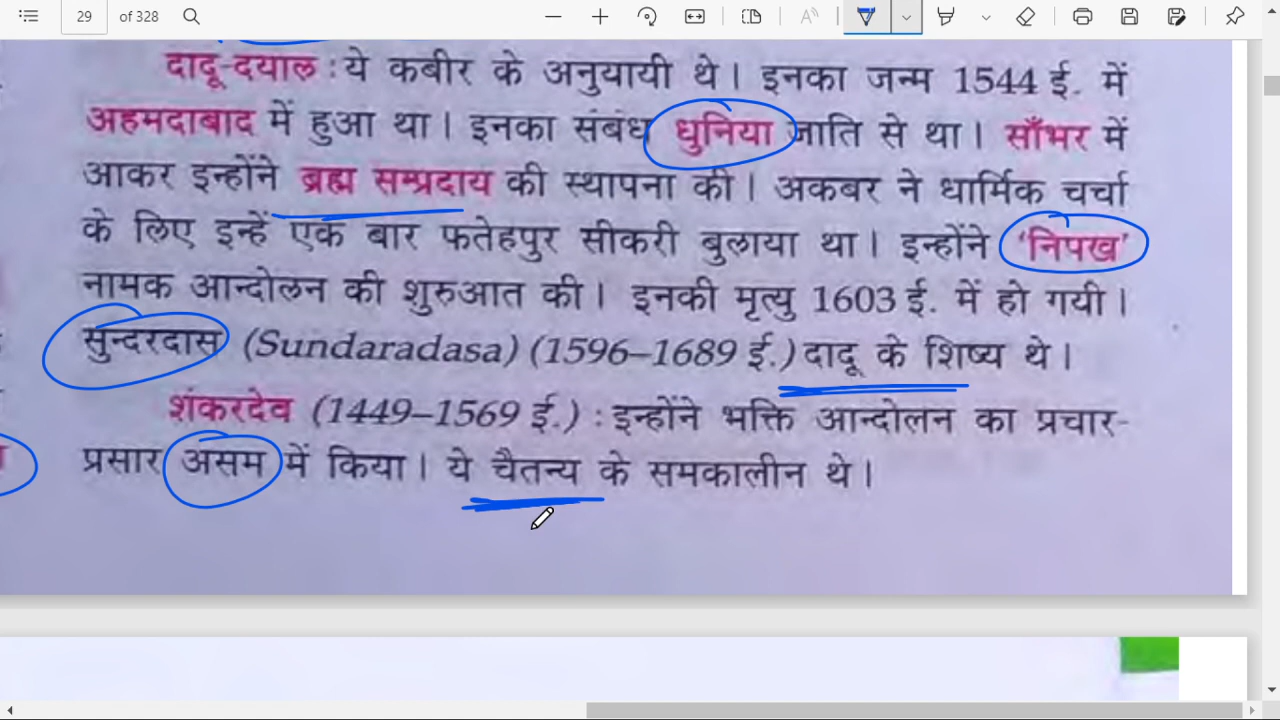 29 of 328
दादू-दयाल : ये कबीर के अनुयायी थे। इनका जन्म 1544 ई. में
अहमदाबाद में हुआ था। इनका संबंध धुनिया जाति से था। साँभर में
आकर इन्होंने ब्रह्म सम्प्रदाय की स्थापना की। अकबर ने धार्मिक चर्चा
के लिए इन्हें एक बार फतेहपुर सीकरी बुलाया था। इन्होंने 'निपख'
नामक आन्दोलन की शुरुआत की। इनकी मृत्यु 1603 ई. में हो गयी।
सुन्दरदास (Sundaradasa) (1596–1689 ई.) दादू के शिष्य थे।
शंकरदेव (1449–1569 ई.) : इन्होंने भक्ति आन्दोलन का प्रचार-
प्रसार असम में किया। ये चैतन्य के समकालीन थे।